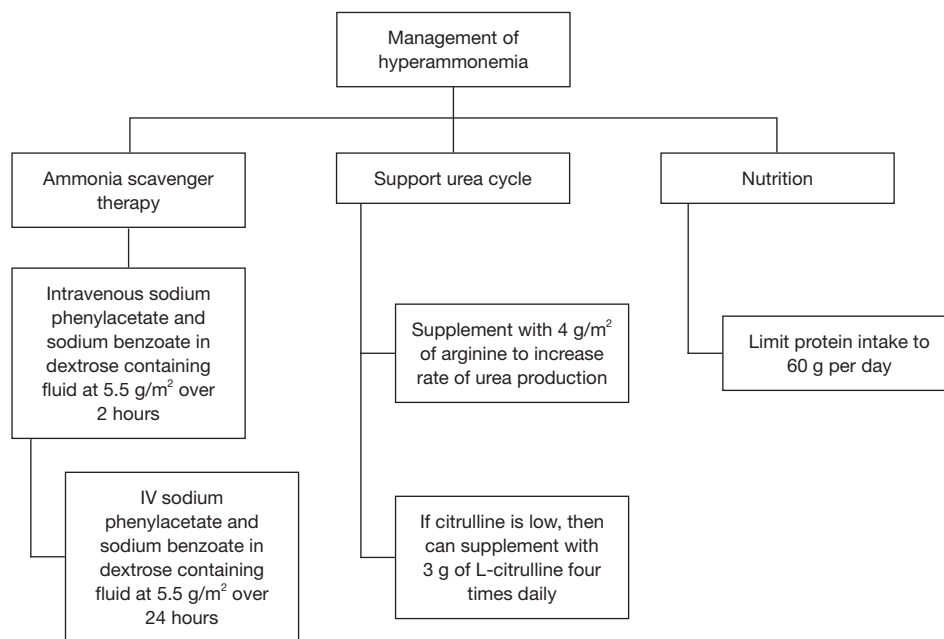 Management of
hyperammonemia
Ammonia scavenger
therapy
Support urea cycle
Nutrition
Intravenous sodium
phenylacetate and
sodium benzoate in
dextrose containing
fluid at 5.5 g/m² over
2 hours
Supplement with 4 g/m²
of arginine to increase
rate of urea production
Limit protein intake to
60 g per day
IV sodium
phenylacetate and
sodium benzoate in
dextrose containing
fluid at 5.5 g/m² over
24 hours
If citrulline is low, then
can supplement with
3 g of L-citrulline four
times daily